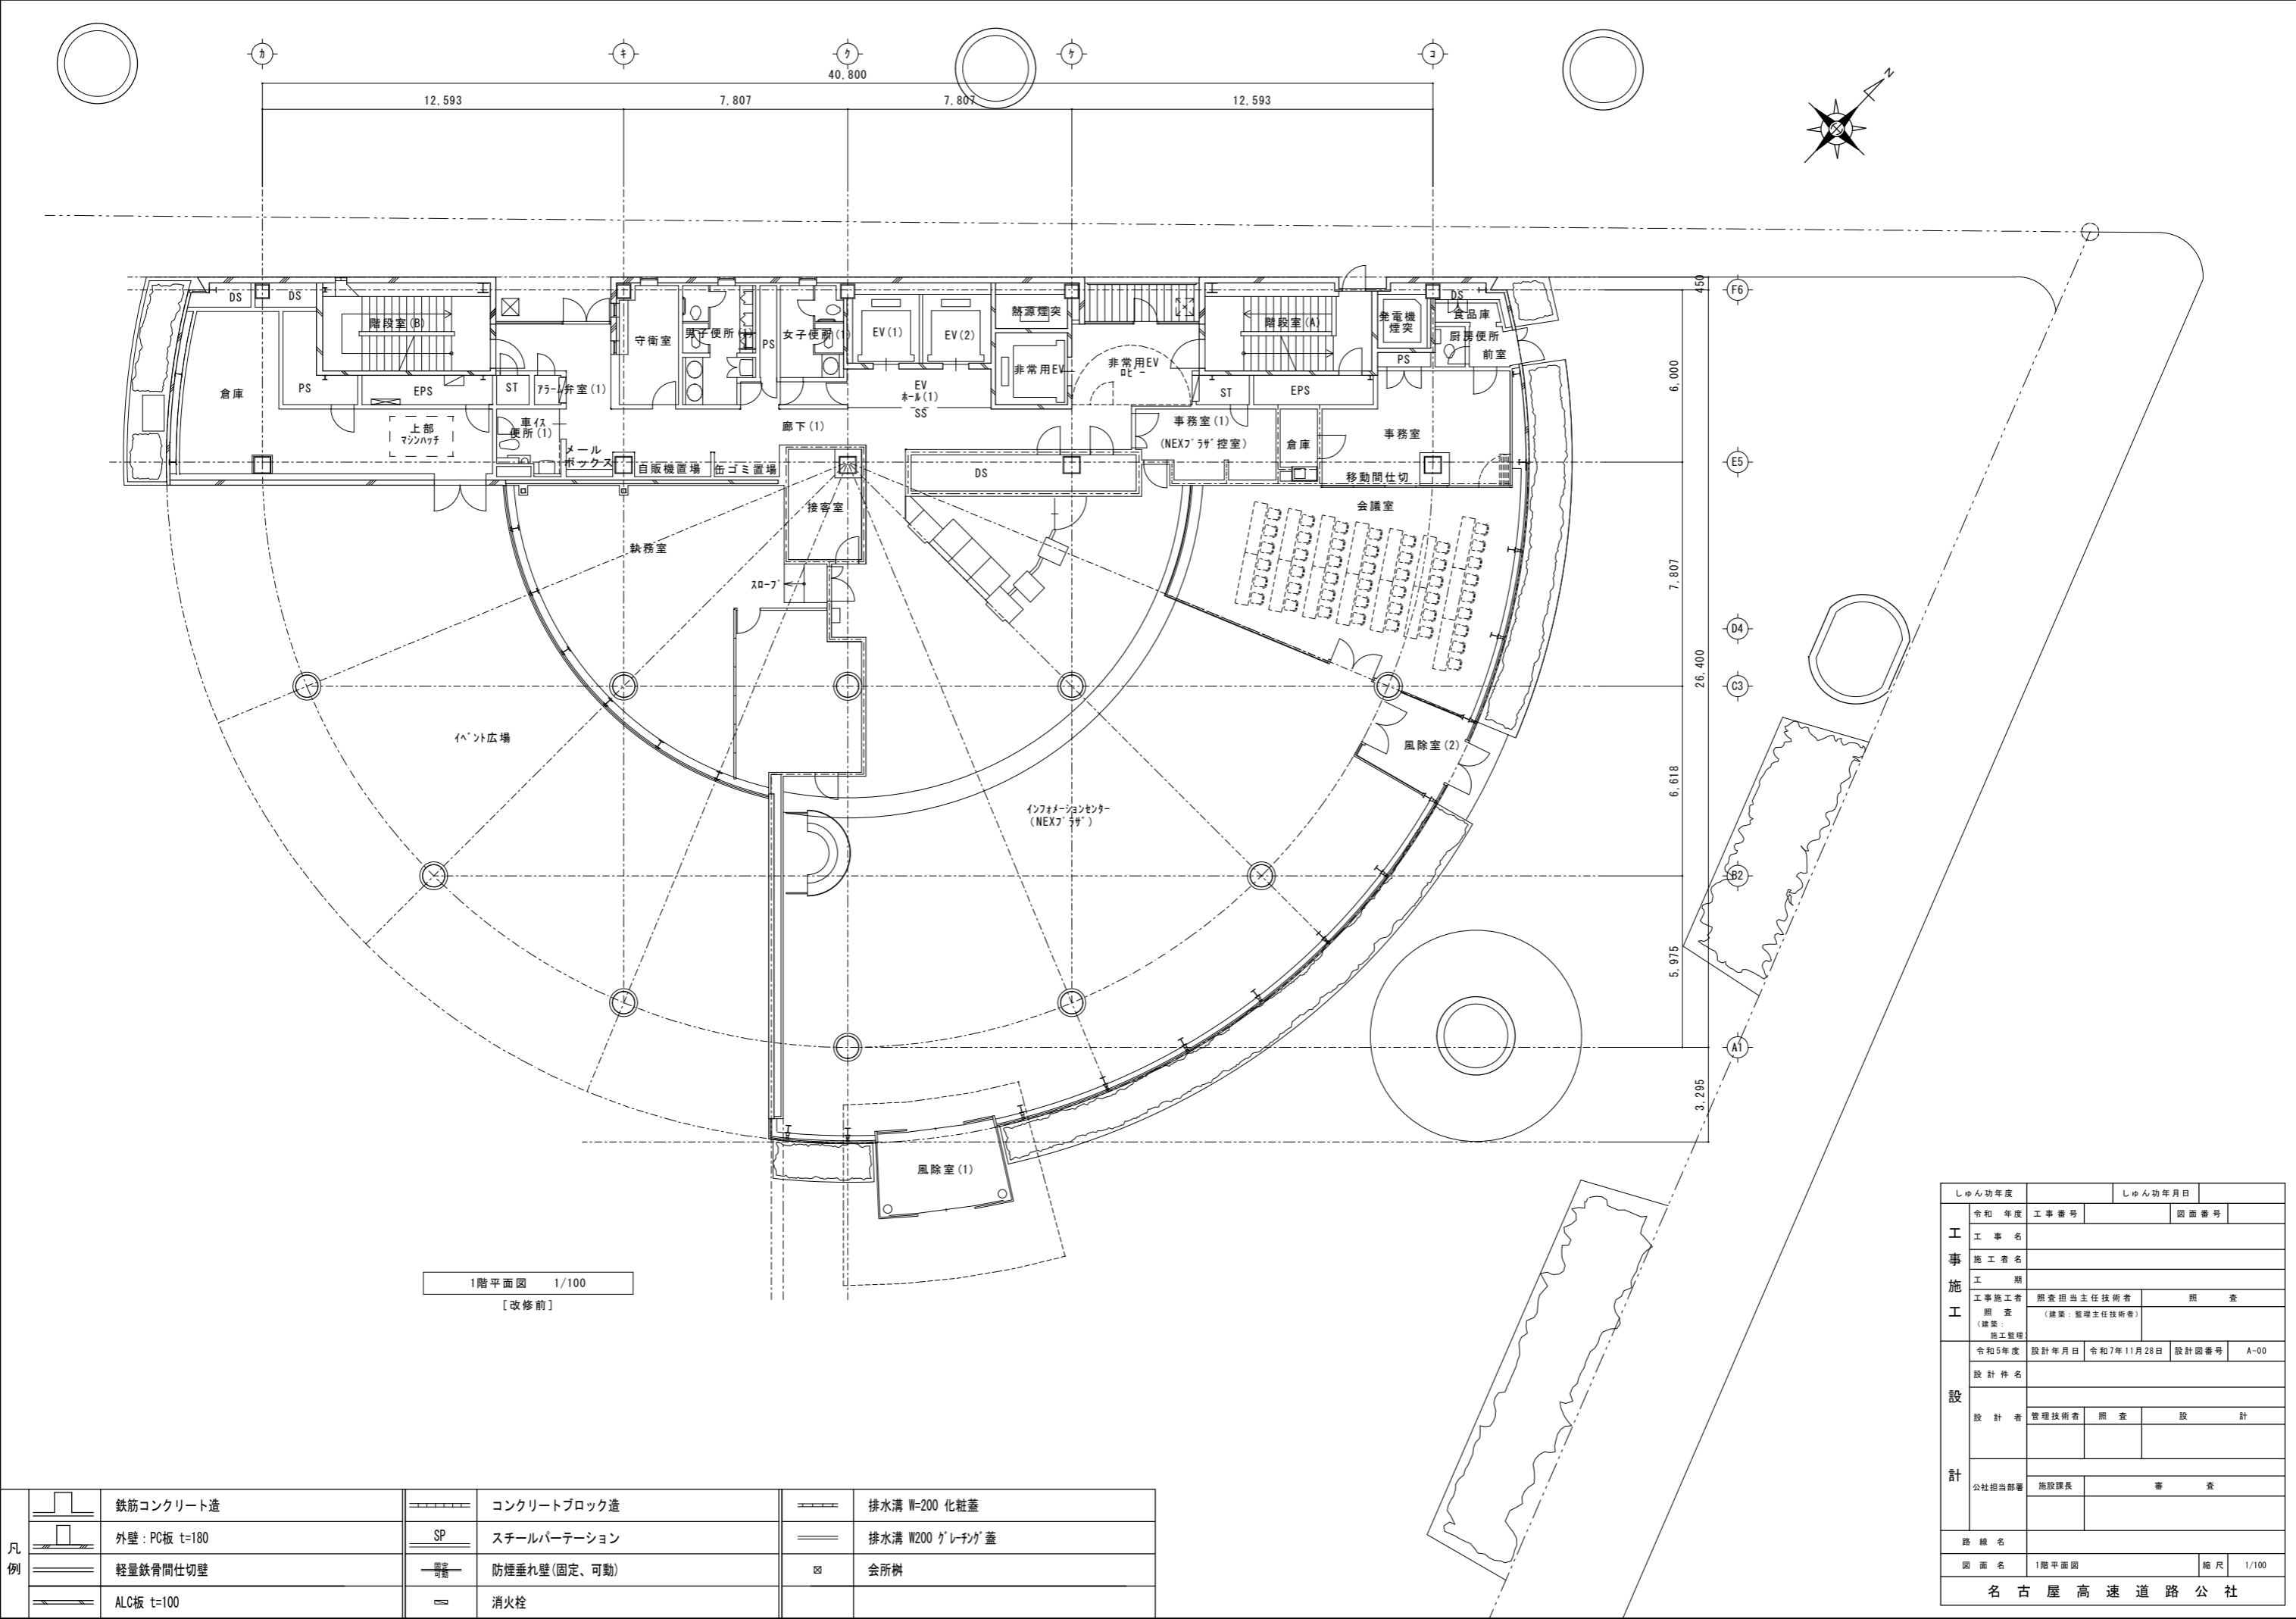 カ
キ
ク
ケ
コ
40,800
12,593
7,807
7,807
12,593
N
450
F6
6,000
E5
7,807
D4
26,400
C3
6,618
B2
5,975
A1
3,295
DS
DS
階段室(B)
倉庫
PS
EPS
ST
アラーム弁室(1)
上部
マシンハッチ
車イス
便所(1)
メール
ボックス
守衛室
男子便所(1)
PS
女子便所(1)
EV(1)
EV(2)
EV
ホール(1)
SS
熱源煙突
非常用EV
非常用EV
ロビー
階段室(A)
発電機
煙突
DS
食品庫
厨房便所
前室
PS
ST
EPS
廊下(1)
事務室(1)
(NEXプラザ控室)
倉庫
事務室
自販機置場
缶ゴミ置場
DS
移動間仕切
接客室
会議室
執務室
スロープ
イベント広場
風除室(2)
インフォメーションセンター
(NEXプラザ)
風除室(1)
1階平面図 1/100
[改修前]
凡例
鉄筋コンクリート造
コンクリートブロック造
排水溝 W=200 化粧蓋
外壁：PC板 t=180
SP
スチールパーテーション
排水溝 W200 グレーチング蓋
軽量鉄骨間仕切壁
固定
可動
防煙垂れ壁(固定、可動)
会所桝
ALC板 t=100
消火栓
しゅん功年度
しゅん功年月日
工事施工
令和 年度
工事番号
図面番号
工事名
施工者名
工期
工事施工者
照査
(建築：
施工監理)
照査担当主任技術者
(建築：監理主任技術者)
照査
設計
令和5年度
設計年月日
令和7年11月28日
設計図番号
A-00
設計件名
設計者
管理技術者
照査
設計
公社担当部署
施設課長
審査
路線名
図面名
1階平面図
縮尺
1/100
名古屋高速道路公社